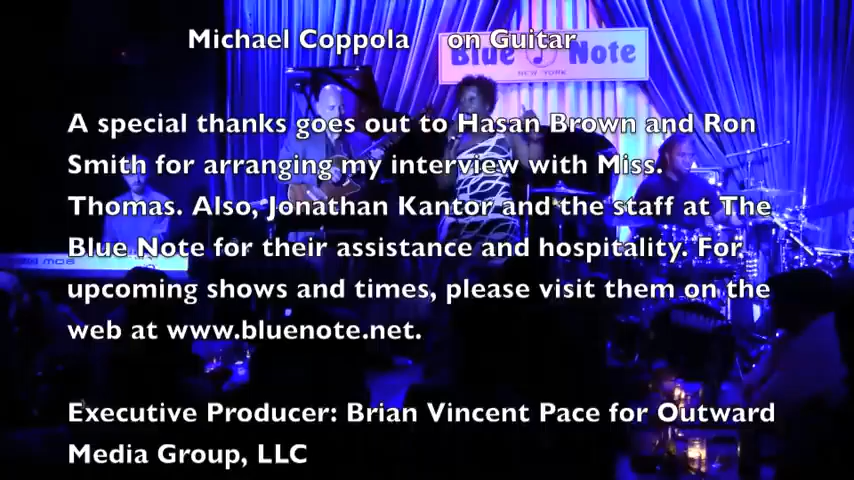 Michael Coppola on Guitar
Blue Note
NEW YORK
A special thanks goes out to Hasan Brown and Ron
Smith for arranging my interview with Miss.
Thomas. Also, Jonathan Kantor and the staff at The
Blue Note for their assistance and hospitality. For
upcoming shows and times, please visit them on the
web at www.bluenote.net.
Executive Producer: Brian Vincent Pace for Outward
Media Group, LLC